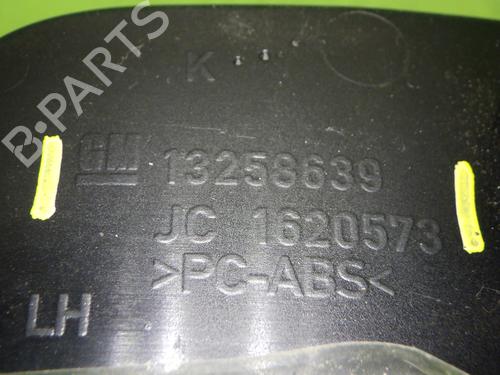 K
GM 13258639
JC 1620573
>PC-ABS<
LH
B-PARTS